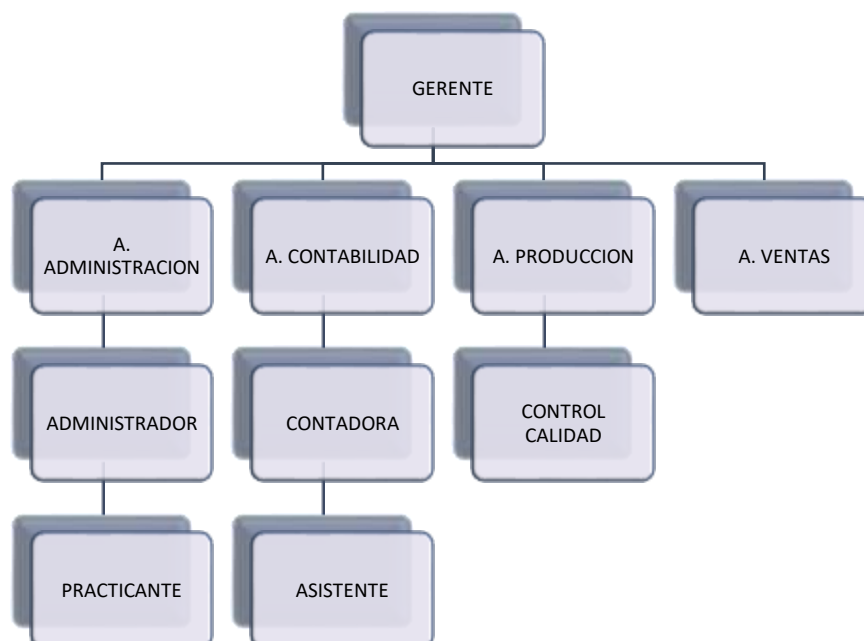 GERENTE
A.
ADMINISTRACION
A. CONTABILIDAD
A. PRODUCCION
A. VENTAS
ADMINISTRADOR
CONTADORA
CONTROL
CALIDAD
PRACTICANTE
ASISTENTE